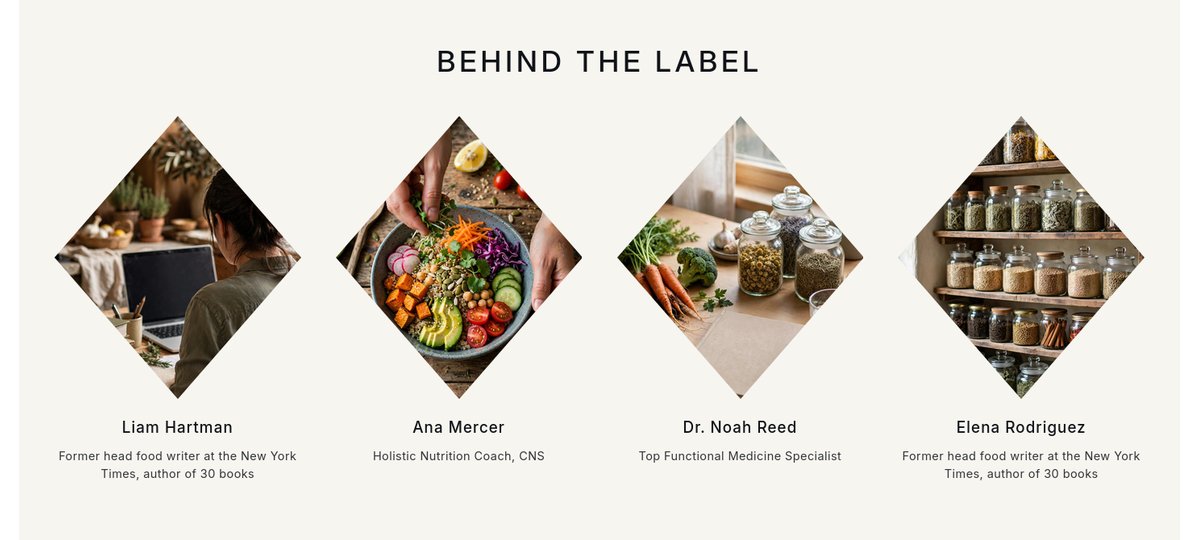 BEHIND THE LABEL
Liam Hartman
Former head food writer at the New York
Times, author of 30 books
Ana Mercer
Holistic Nutrition Coach, CNS
Dr. Noah Reed
Top Functional Medicine Specialist
Elena Rodriguez
Former head food writer at the New York
Times, author of 30 books